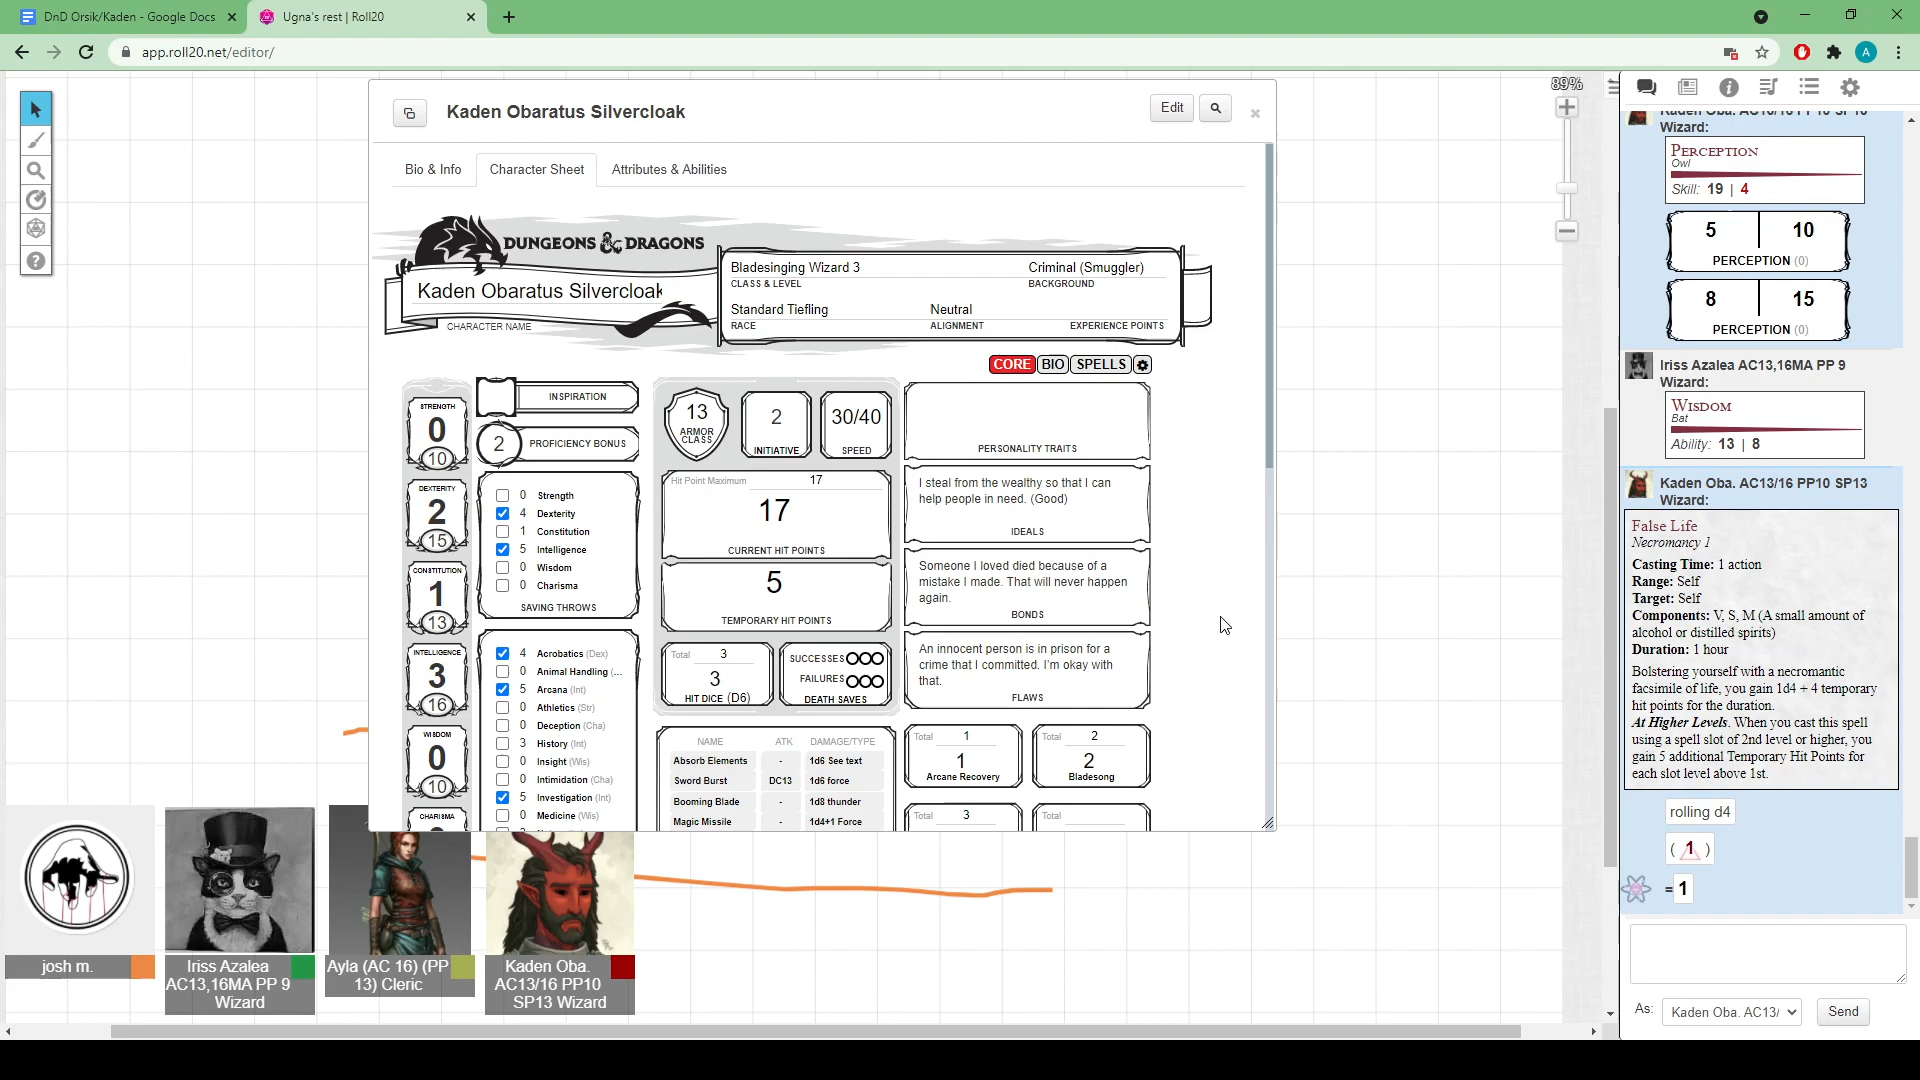 DnD Orsik/Kaden - Google Docs
Ugna's rest | Roll20
app.roll20.net/editor/
A
89%
Kaden Obaratus Silvercloak
Edit
Bio & Info
Character Sheet
Attributes & Abilities
DUNGEONS & DRAGONS
Kaden Obaratus Silvercloak
CHARACTER NAME
Bladesinging Wizard 3
Criminal (Smuggler)
CLASS & LEVEL
BACKGROUND
Standard Tiefling
Neutral
RACE
ALIGNMENT
EXPERIENCE POINTS
CORE
BIO
SPELLS
STRENGTH
0
10
DEXTERITY
2
15
CONSTITUTION
1
13
INTELLIGENCE
3
16
WISDOM
0
10
CHARISMA
INSPIRATION
2
PROFICIENCY BONUS
0 Strength
4 Dexterity
1 Constitution
5 Intelligence
0 Wisdom
0 Charisma
SAVING THROWS
4 Acrobatics (Dex)
0 Animal Handling (...
5 Arcana (Int)
0 Athletics (Str)
0 Deception (Cha)
3 History (Int)
0 Insight (Wis)
0 Intimidation (Cha)
5 Investigation (Int)
0 Medicine (Wis)
13
ARMOR
CLASS
2
INITIATIVE
30/40
SPEED
Hit Point Maximum
17
17
CURRENT HIT POINTS
5
TEMPORARY HIT POINTS
Total
3
3
HIT DICE (D6)
SUCCESSES
FAILURES
DEATH SAVES
NAME ATK DAMAGE/TYPE
Absorb Elements - 1d6 See text
Sword Burst DC13 1d6 force
Booming Blade - 1d8 thunder
Magic Missile - 1d4+1 Force
PERSONALITY TRAITS
I steal from the wealthy so that I can
help people in need. (Good)
IDEALS
Someone I loved died because of a
mistake I made. That will never happen
again.
BONDS
An innocent person is in prison for a
crime that I committed. I'm okay with
that.
FLAWS
Total
1
1
Arcane Recovery
Total
2
2
Bladesong
Total
3
Total
josh m.
Iriss Azalea
AC13,16MA PP 9
Wizard
Ayla (AC 16) (PP
13) Cleric
Kaden Oba.
AC13/16 PP10
SP13 Wizard
Kaden Oba. AC13/16 PP10 SP13
Wizard:
PERCEPTION
Owl
Skill: 19 | 4
5 10
PERCEPTION (0)
8 15
PERCEPTION (0)
Iriss Azalea AC13,16MA PP 9
Wizard:
WISDOM
Bat
Ability: 13 | 8
Kaden Oba. AC13/16 PP10 SP13
Wizard:
False Life
Necromancy 1
Casting Time: 1 action
Range: Self
Target: Self
Components: V, S, M (A small amount of
alcohol or distilled spirits)
Duration: 1 hour
Bolstering yourself with a necromantic
facsimile of life, you gain 1d4 + 4 temporary
hit points for the duration.
At Higher Levels. When you cast this spell
using a spell slot of 2nd level or higher, you
gain 5 additional Temporary Hit Points for
each slot level above 1st.
rolling d4
( 1 )
=1
As:
Kaden Oba. AC13/
Send